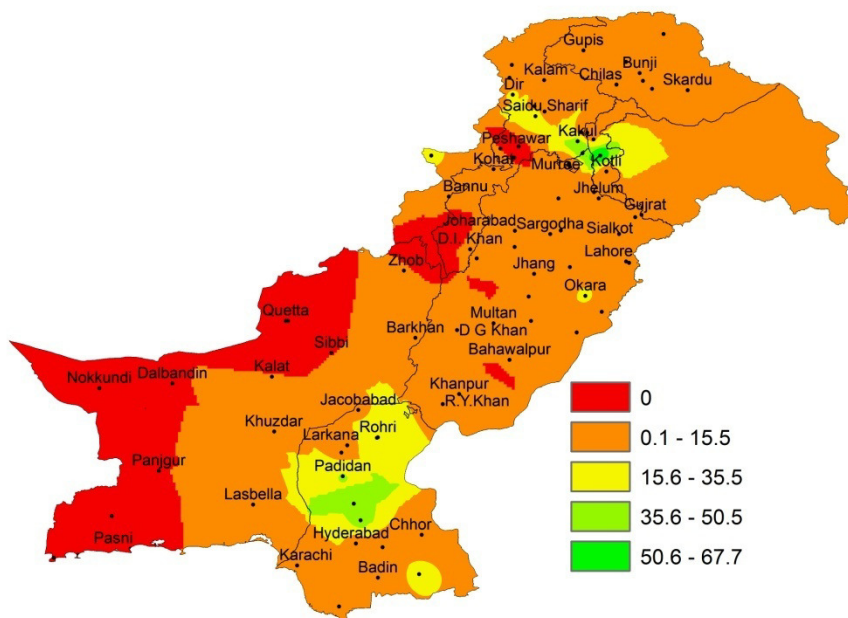 Gupis
Kalam
Chilas
Bunji
Skardu
Dir
Saidu Sharif
Kakul
Peshawar
Kohat
Murree
Kotli
Bannu
Jhelum
Gujrat
Joharabad
Sargodha
Sialkot
D.I. Khan
Lahore
Zhob
Jhang
Okara
Quetta
Multan
Barkhan
D G Khan
Sibbi
Bahawalpur
Kalat
Dalbandin
Nokkundi
Khanpur
R.Y.Khan
Jacobabad
Khuzdar
Larkana
Rohri
Panjgur
Padidan
Lasbella
Pasni
Hyderabad
Chhor
Karachi
Badin
0
0.1 - 15.5
15.6 - 35.5
35.6 - 50.5
50.6 - 67.7